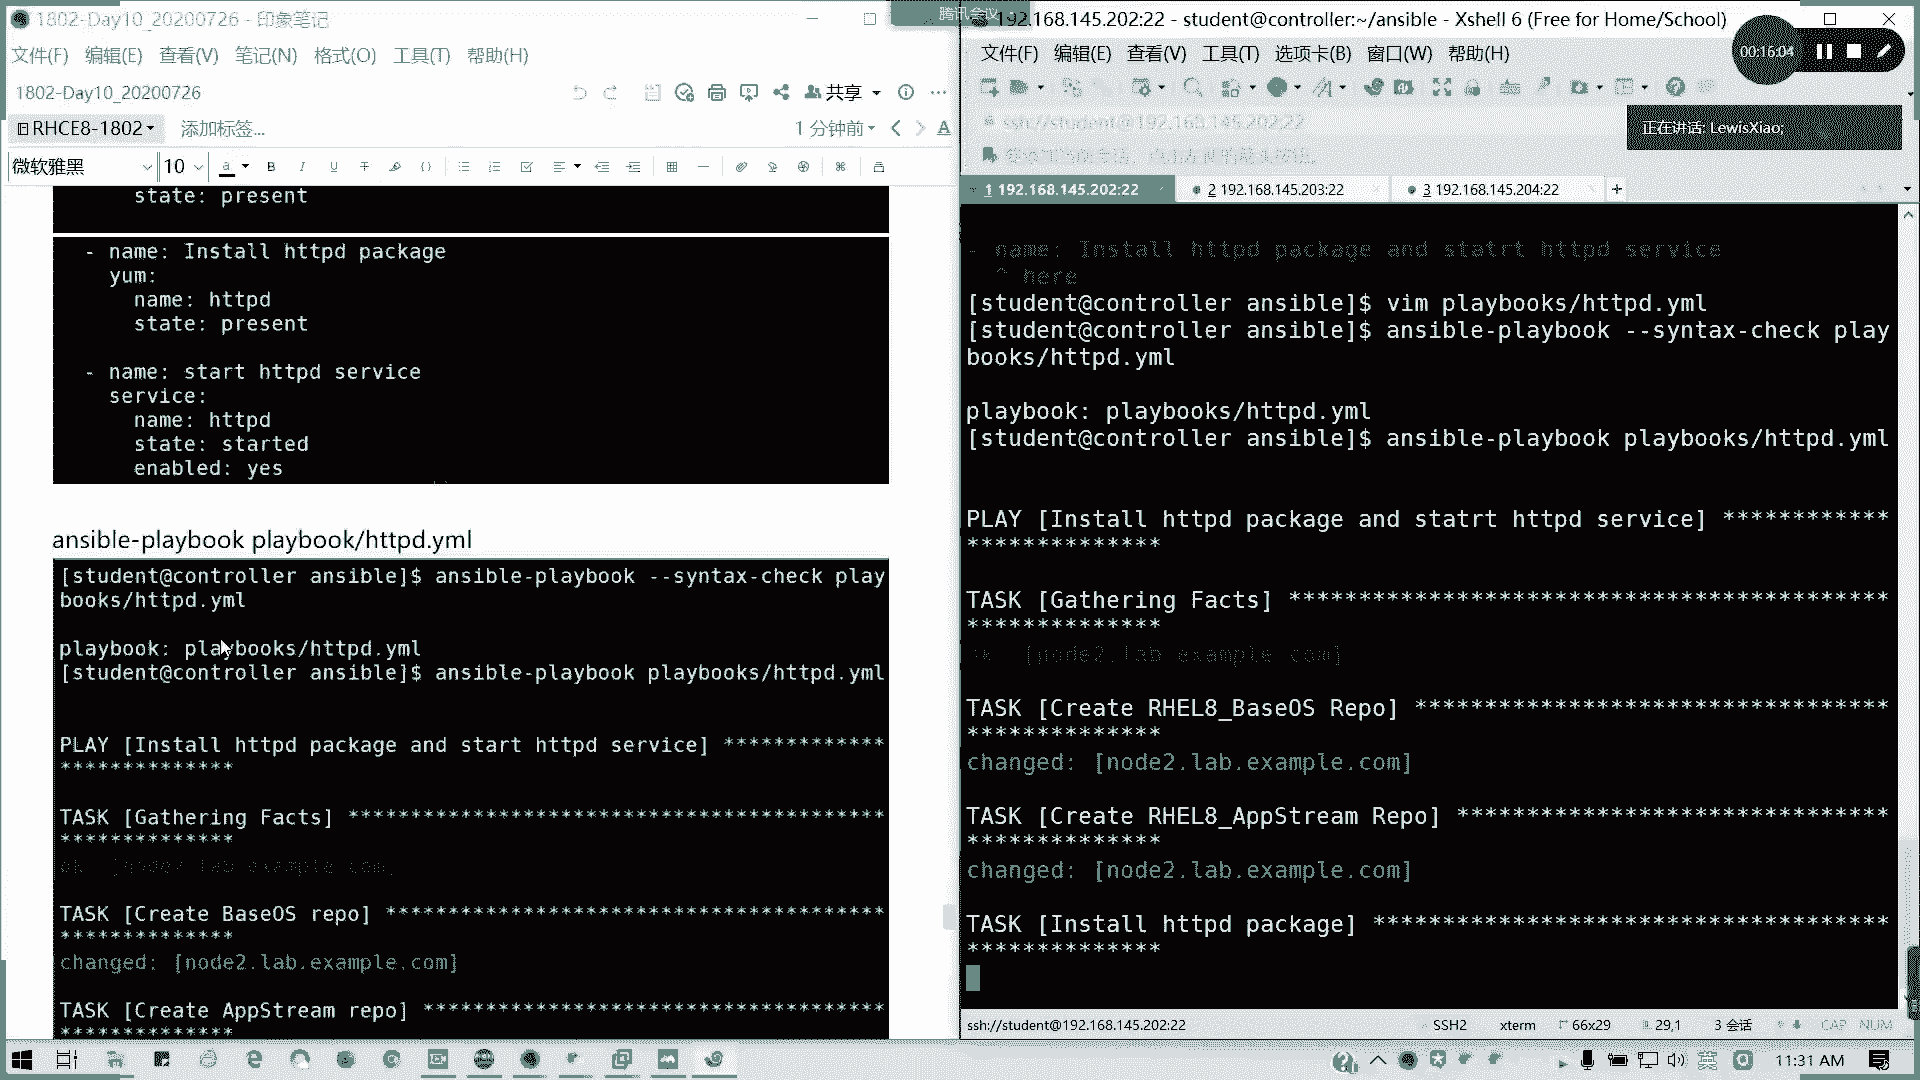 1802-Day10_20200726 - 印象笔记
文件(F) 编辑(E) 查看(V) 笔记(N) 格式(O) 工具(T) 帮助(H)
1802-Day10_20200726
共享
RHCE8-1802
添加标签...
1 分钟前
微软雅黑
10
state: present
- name: Install httpd package
yum:
name: httpd
state: present
- name: start httpd service
service:
name: httpd
state: started
enabled: yes
ansible-playbook playbook/httpd.yml
[student@controller ansible]$ ansible-playbook --syntax-check play
books/httpd.yml
playbook: playbooks/httpd.yml
[student@controller ansible]$ ansible-playbook playbooks/httpd.yml
PLAY [Install httpd package and start httpd service] *************
**************
TASK [Gathering Facts] *******************************************
**************
ok: [node2.lab.example.com]
TASK [Create BaseOS repo] ****************************************
**************
changed: [node2.lab.example.com]
TASK [Create AppStream repo] *************************************
**************
腾讯会议
192.168.145.202:22 - student@controller:~/ansible - Xshell 6 (Free for Home/School)
文件(F) 编辑(E) 查看(V) 工具(T) 选项卡(B) 窗口(W) 帮助(H)
00:16:04
ssh://student@192.168.145.202:22
正在讲话: LewisXiao;
1 192.168.145.202:22
2 192.168.145.203:22
3 192.168.145.204:22
- name: Install httpd package and statrt httpd service
^ here
[student@controller ansible]$ vim playbooks/httpd.yml
[student@controller ansible]$ ansible-playbook --syntax-check play
books/httpd.yml
playbook: playbooks/httpd.yml
[student@controller ansible]$ ansible-playbook playbooks/httpd.yml
PLAY [Install httpd package and statrt httpd service] ************
**************
TASK [Gathering Facts] *******************************************
**************
ok: [node2.lab.example.com]
TASK [Create RHEL8_BaseOS Repo] **********************************
**************
changed: [node2.lab.example.com]
TASK [Create RHEL8_AppStream Repo] *******************************
**************
changed: [node2.lab.example.com]
TASK [Install httpd package] *************************************
**************
ssh://student@192.168.145.202:22
SSH2
xterm
66x29
29,1
3 会话
CAP NUM
英
11:31 AM